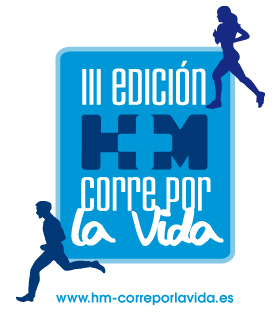 III EDICIÓN
HM
corre por
la Vida
www.hm-correporlavida.es